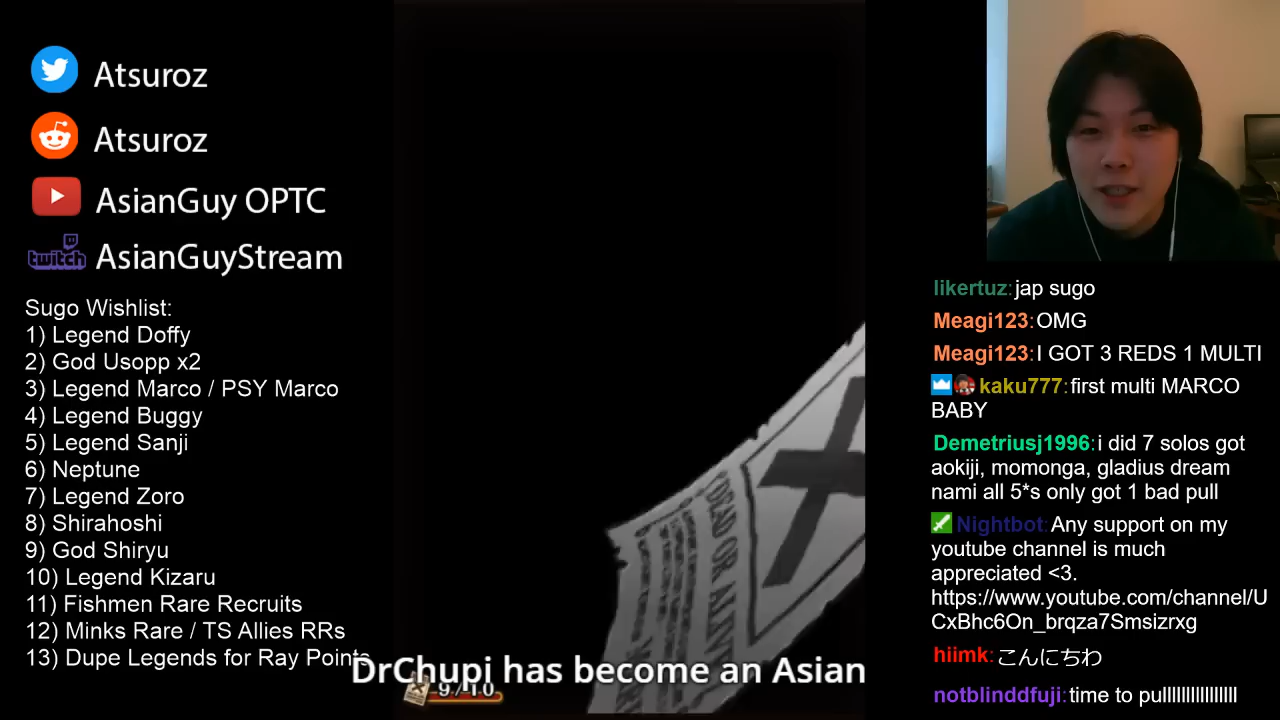 Atsuroz
Atsuroz
AsianGuy OPTC
twitch AsianGuyStream
Sugo Wishlist:
1) Legend Doffy
2) God Usopp x2
3) Legend Marco / PSY Marco
4) Legend Buggy
5) Legend Sanji
6) Neptune
7) Legend Zoro
8) Shirahoshi
9) God Shiryu
10) Legend Kizaru
11) Fishmen Rare Recruits
12) Minks Rare / TS Allies RRs
13) Dupe Legends for Ray Points
DEAD OR ALIVE
DrChupi has become an Asian
9/10
likertuz: jap sugo
Meagi123: OMG
Meagi123: I GOT 3 REDS 1 MULTI
kaku777: first multi MARCO
BABY
Demetriusj1996: i did 7 solos got
aokiji, momonga, gladius dream
nami all 5*s only got 1 bad pull
Nightbot: Any support on my
youtube channel is much
appreciated <3.
https://www.youtube.com/channel/U
CxBhc6On_brqza7Smsizrxg
hiimk: こんにちわ
notblinddfuji: time to pulllllllllllllllll